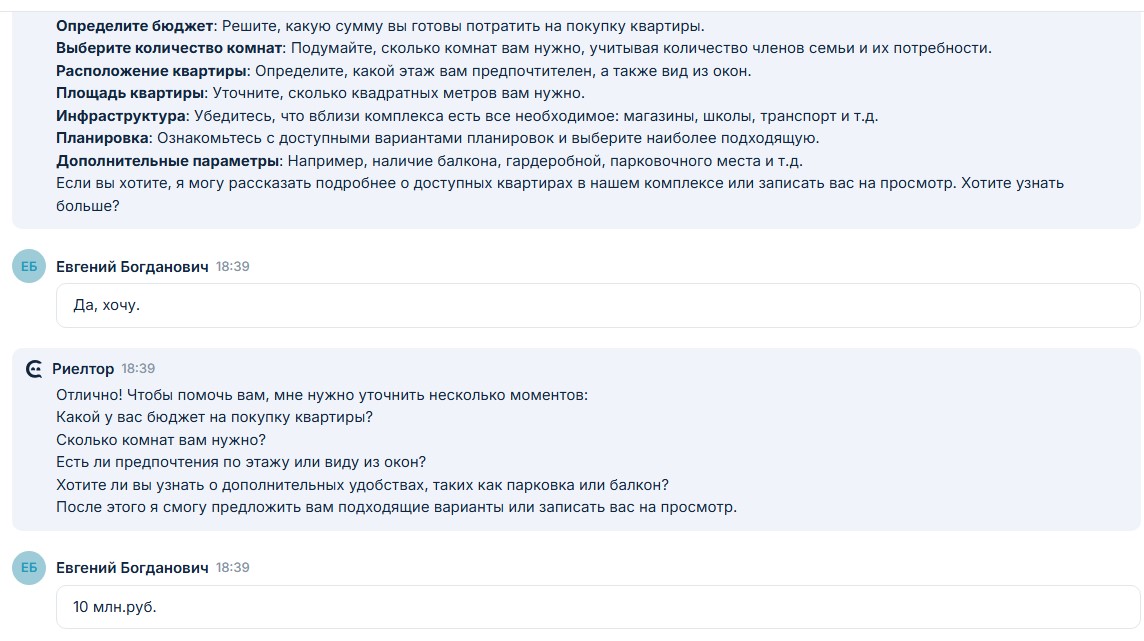 Определите бюджет: Решите, какую сумму вы готовы потратить на покупку квартиры.
Выберите количество комнат: Подумайте, сколько комнат вам нужно, учитывая количество членов семьи и их потребности.
Расположение квартиры: Определите, какой этаж вам предпочтителен, а также вид из окон.
Площадь квартиры: Уточните, сколько квадратных метров вам нужно.
Инфраструктура: Убедитесь, что вблизи комплекса есть все необходимое: магазины, школы, транспорт и т.д.
Планировка: Ознакомьтесь с доступными вариантами планировок и выберите наиболее подходящую.
Дополнительные параметры: Например, наличие балкона, гардеробной, парковочного места и т.д.
Если вы хотите, я могу рассказать подробнее о доступных квартирах в нашем комплексе или записать вас на просмотр. Хотите узнать
больше?
ЕБ Евгений Богданович 18:39
Да, хочу.
Риелтор 18:39
Отлично! Чтобы помочь вам, мне нужно уточнить несколько моментов:
Какой у вас бюджет на покупку квартиры?
Сколько комнат вам нужно?
Есть ли предпочтения по этажу или виду из окон?
Хотите ли вы узнать о дополнительных удобствах, таких как парковка или балкон?
После этого я смогу предложить вам подходящие варианты или записать вас на просмотр.
ЕБ Евгений Богданович 18:39
10 млн.руб.